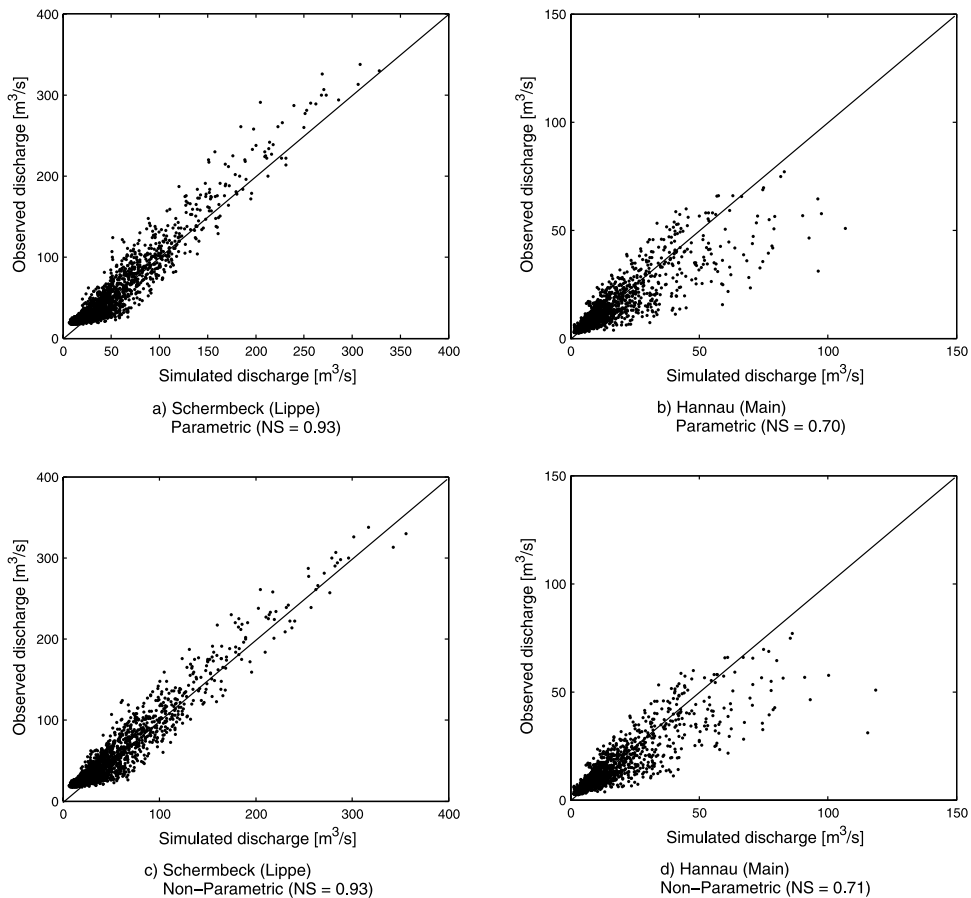 400
300
200
100
0
Observed discharge [m³/s]
0 50 100 150 200 250 300 350 400
Simulated discharge [m³/s]
a) Schermbeck (Lippe)
Parametric (NS = 0.93)
150
100
50
0
Observed discharge [m³/s]
0 50 100 150
Simulated discharge [m³/s]
b) Hannau (Main)
Parametric (NS = 0.70)
400
300
200
100
0
Observed discharge [m³/s]
0 100 200 300 400
Simulated discharge [m³/s]
c) Schermbeck (Lippe)
Non−Parametric (NS = 0.93)
150
100
50
0
Observed discharge [m³/s]
0 50 100 150
Simulated discharge [m³/s]
d) Hannau (Main)
Non−Parametric (NS = 0.71)